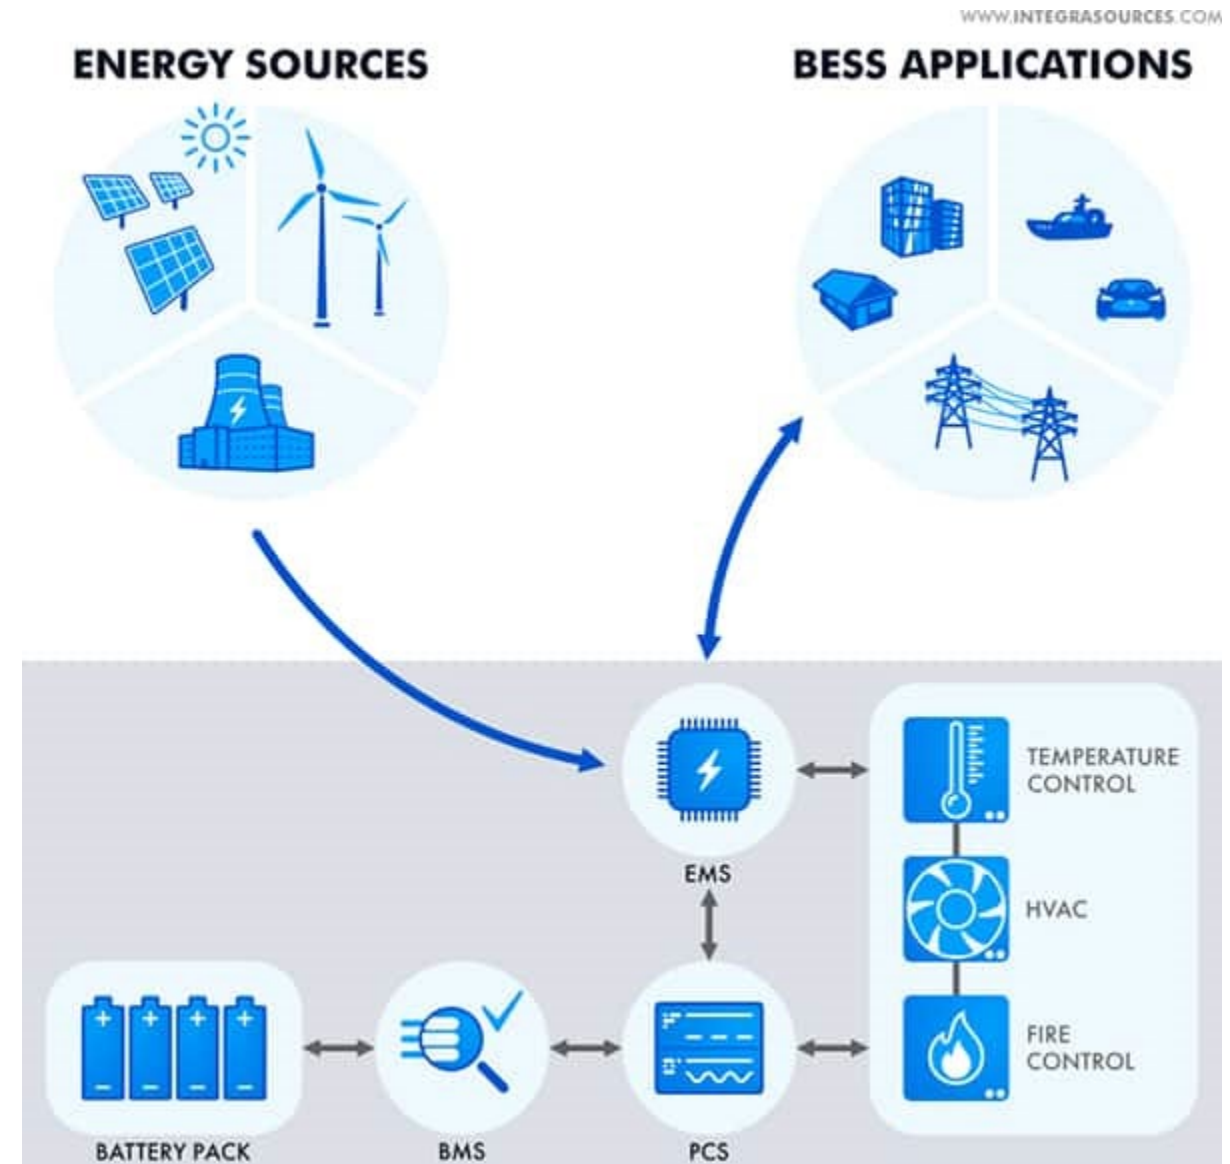 WWW.INTEGRASOURCES.COM
ENERGY SOURCES
BESS APPLICATIONS
TEMPERATURE
CONTROL
EMS
HVAC
FIRE
CONTROL
BATTERY PACK
BMS
PCS